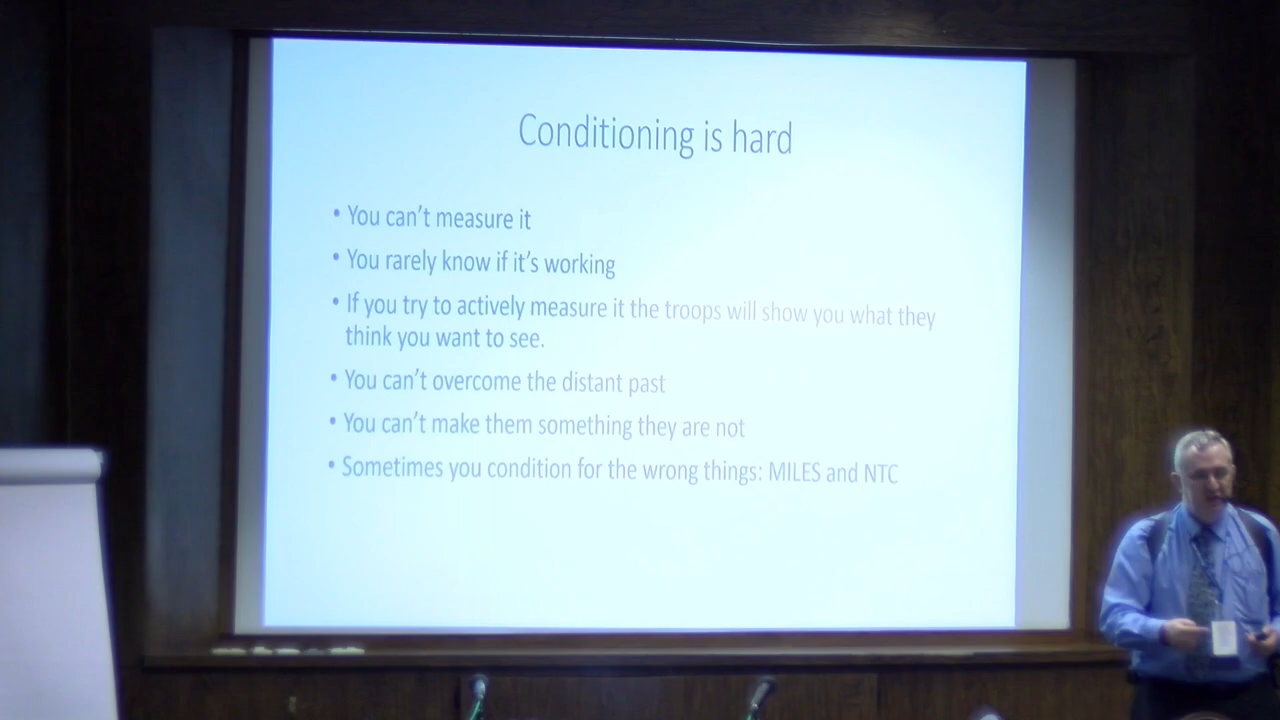 Conditioning is hard
• You can't measure it
• You rarely know if it's working
• If you try to actively measure it the troops will show you what they
think you want to see.
• You can't overcome the distant past
• You can't make them something they are not
• Sometimes you condition for the wrong things: MILES and NTC